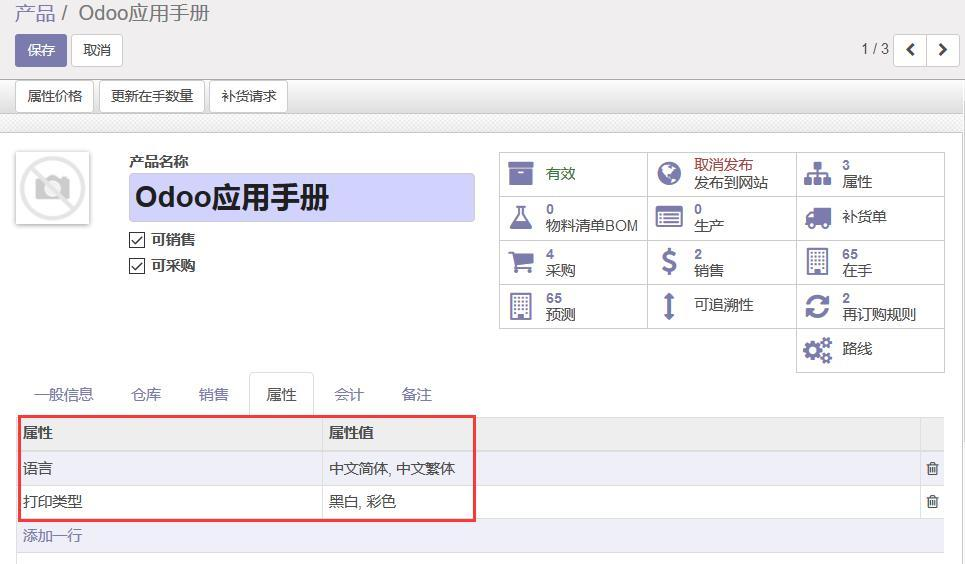 产品 / Odoo应用手册
保存 取消 1 / 3
属性价格 更新在手数量 补货请求
产品名称
Odoo应用手册
可销售
可采购
有效
取消发布
发布到网站
3
属性
0
物料清单BOM
0
生产
补货单
4
采购
2
销售
65
在手
65
预测
可追溯性
2
再订购规则
路线
一般信息 仓库 销售 属性 会计 备注
属性 属性值
语言 中文简体, 中文繁体
打印类型 黑白, 彩色
添加一行